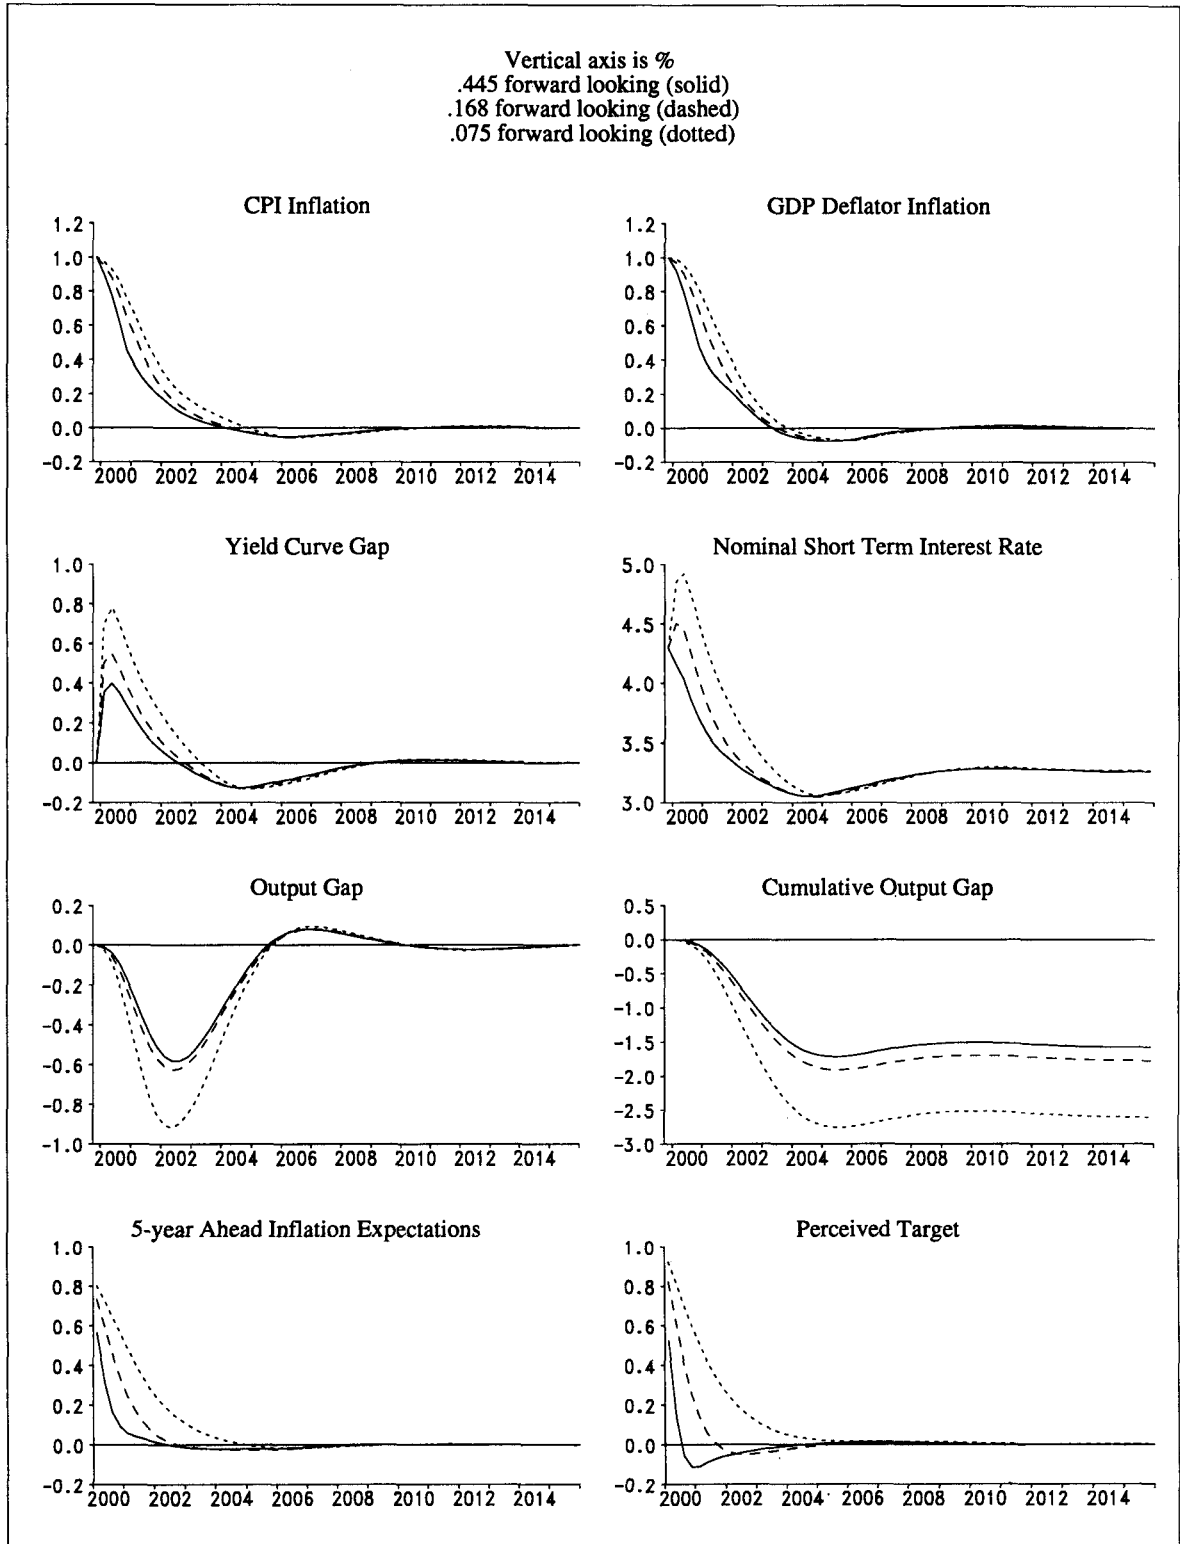 Vertical axis is %
.445 forward looking (solid)
.168 forward looking (dashed)
.075 forward looking (dotted)
CPI Inflation
1.2
1.0
0.8
0.6
0.4
0.2
0.0
-0.2
2000 2002 2004 2006 2008 2010 2012 2014
GDP Deflator Inflation
1.2
1.0
0.8
0.6
0.4
0.2
0.0
-0.2
2000 2002 2004 2006 2008 2010 2012 2014
Yield Curve Gap
1.0
0.8
0.6
0.4
0.2
0.0
-0.2
2000 2002 2004 2006 2008 2010 2012 2014
Nominal Short Term Interest Rate
5.0
4.5
4.0
3.5
3.0
2000 2002 2004 2006 2008 2010 2012 2014
Output Gap
0.2
0.0
-0.2
-0.4
-0.6
-0.8
-1.0
2000 2002 2004 2006 2008 2010 2012 2014
Cumulative Output Gap
0.5
0.0
-0.5
-1.0
-1.5
-2.0
-2.5
-3.0
2000 2002 2004 2006 2008 2010 2012 2014
5-year Ahead Inflation Expectations
1.0
0.8
0.6
0.4
0.2
0.0
-0.2
2000 2002 2004 2006 2008 2010 2012 2014
Perceived Target
1.0
0.8
0.6
0.4
0.2
0.0
-0.2
2000 2002 2004 2006 2008 2010 2012 2014